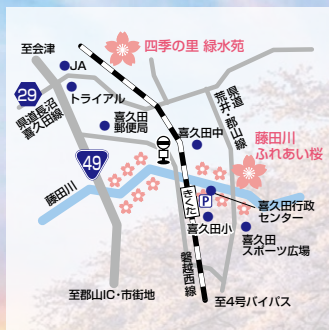 至会津
四季の里 緑水苑
JA
29
トライアル
県道長沼
喜久田線
喜久田
郵便局
喜久田中
県道
荒井・郡山線
藤田川
ふれあい桜
49
藤田川
きくた
P
喜久田行政
センター
喜久田小
喜久田
スポーツ広場
磐越西線
至郡山IC・市街地
至4号バイパス